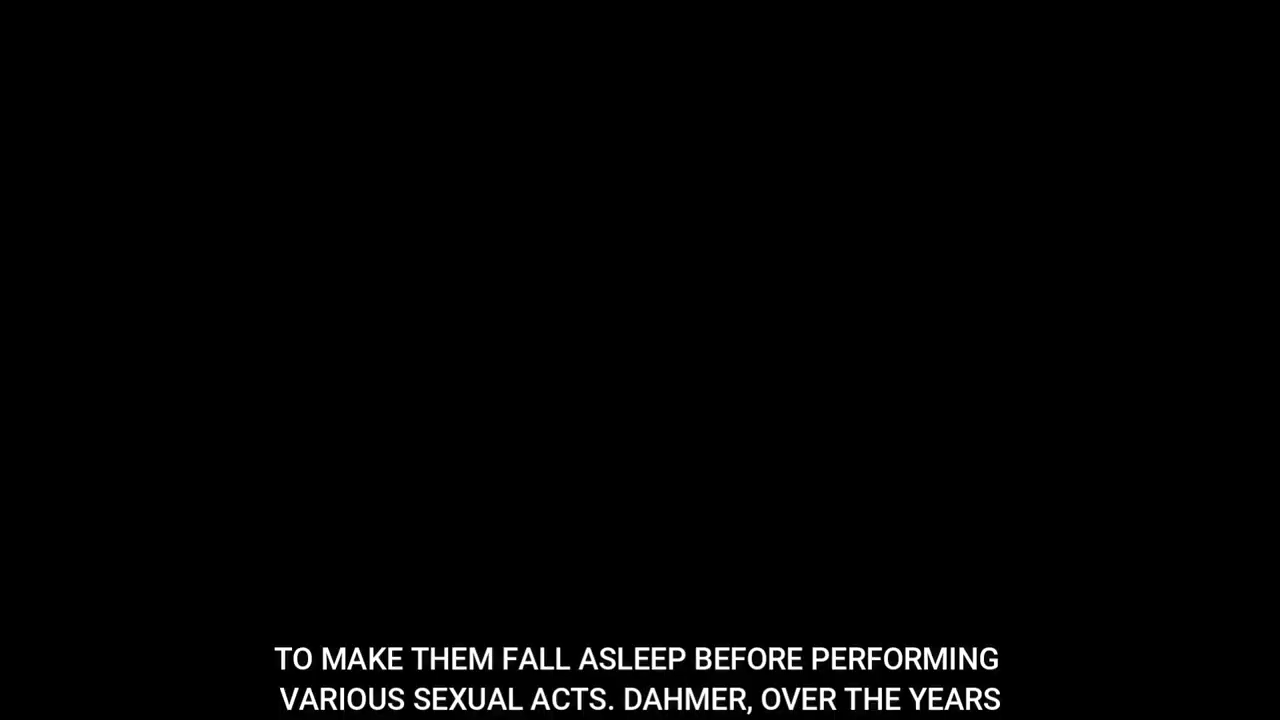 TO MAKE THEM FALL ASLEEP BEFORE PERFORMING
VARIOUS SEXUAL ACTS. DAHMER, OVER THE YEARS